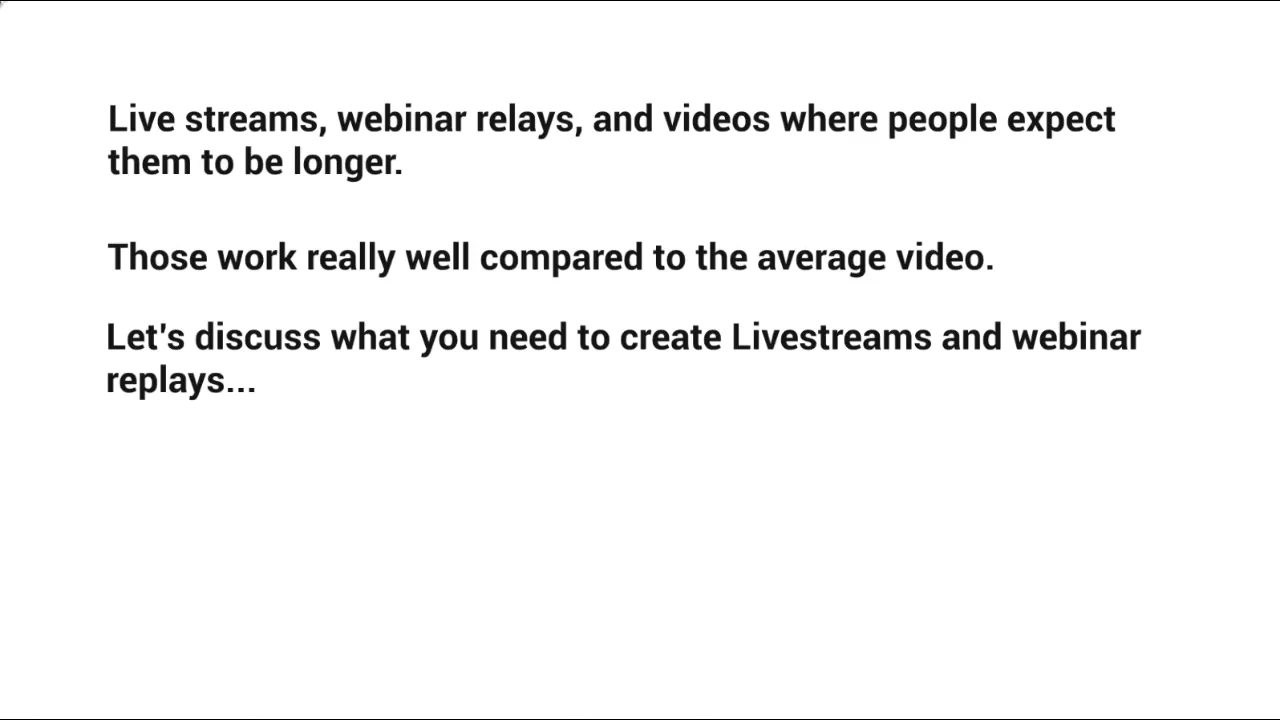 Live streams, webinar relays, and videos where people expect
them to be longer.
Those work really well compared to the average video.
Let's discuss what you need to create Livestreams and webinar
replays...